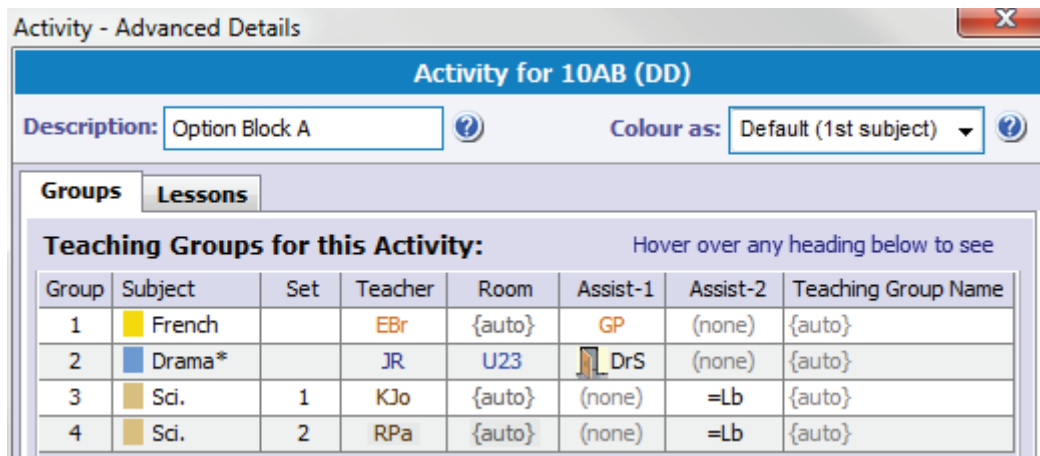 Activity - Advanced Details
Activity for 10AB (DD)
Description: Option Block A Colour as: Default (1st subject)
Groups Lessons
Teaching Groups for this Activity: Hover over any heading below to see
Group Subject Set Teacher Room Assist-1 Assist-2 Teaching Group Name
1 French EBr {auto} GP (none) {auto}
2 Drama* JR U23 DrS (none) {auto}
3 Sci. 1 KJo {auto} (none) =Lb {auto}
4 Sci. 2 RPa {auto} (none) =Lb {auto}